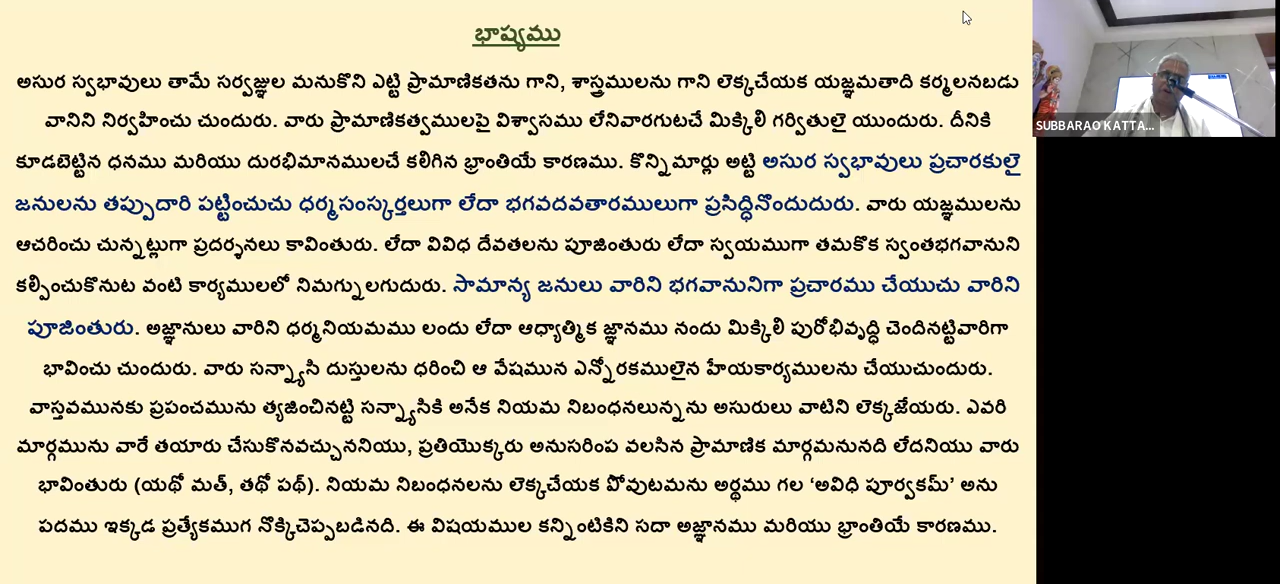 భాష్యము
అసుర స్వభావులు తామే సర్వజ్ఞుల మనుకొని ఎట్టి ప్రామాణికతను గాని, శాస్త్రములను గాని లెక్కచేయక యజ్ఞమతాది కర్మలనబడు
వానిని నిర్వహించు చుందురు. వారు ప్రామాణికత్వములపై విశ్వాసము లేనివారగుటచే మిక్కిలి గర్వితులై యుందురు. దీనికి
కూడబెట్టిన ధనము మరియు దురభిమానములచే కలిగిన భ్రాంతియే కారణము. కొన్నిమార్లు అట్టి అసుర స్వభావులు ప్రచారకులై
జనులను తప్పుదారి పట్టించుచు ధర్మసంస్కర్తలుగా లేదా భగవదవతారములుగా ప్రసిద్ధినొందుదురు. వారు యజ్ఞములను
ఆచరించు చున్నట్లుగా ప్రదర్శనలు కావింతురు. లేదా వివిధ దేవతలను పూజింతురు లేదా స్వయముగా తమకొక స్వంతభగవానుని
కల్పించుకొనుట వంటి కార్యములలో నిమగ్నులగుదురు. సామాన్య జనులు వారిని భగవానునిగా ప్రచారము చేయుచు వారిని
పూజింతురు. అజ్ఞానులు వారిని ధర్మనియమము లందు లేదా ఆధ్యాత్మిక జ్ఞానము నందు మిక్కిలి పురోభివృద్ధి చెందినట్టివారిగా
భావించు చుందురు. వారు సన్న్యాసి దుస్తులను ధరించి ఆ వేషమున ఎన్నోరకములైన హేయకార్యములను చేయుచుందురు.
వాస్తవమునకు ప్రపంచమును త్యజించినట్టి సన్న్యాసికి అనేక నియమ నిబంధనలున్నను అసురులు వాటిని లెక్కజేయరు. ఎవరి
మార్గమును వారే తయారు చేసుకొనవచ్చుననియు, ప్రతియొక్కరు అనుసరింప వలసిన ప్రామాణిక మార్గమనునది లేదనియు వారు
భావింతురు (యథో మత్, తథో పథ్). నియమ నిబంధనలను లెక్కచేయక పోవుటమను అర్థము గల ‘అవిధి పూర్వకమ్’ అను
పదము ఇక్కడ ప్రత్యేకముగ నొక్కిచెప్పబడినది. ఈ విషయముల కన్నింటికిని సదా అజ్ఞానము మరియు భ్రాంతియే కారణము.
SUBBARAO KATTA...